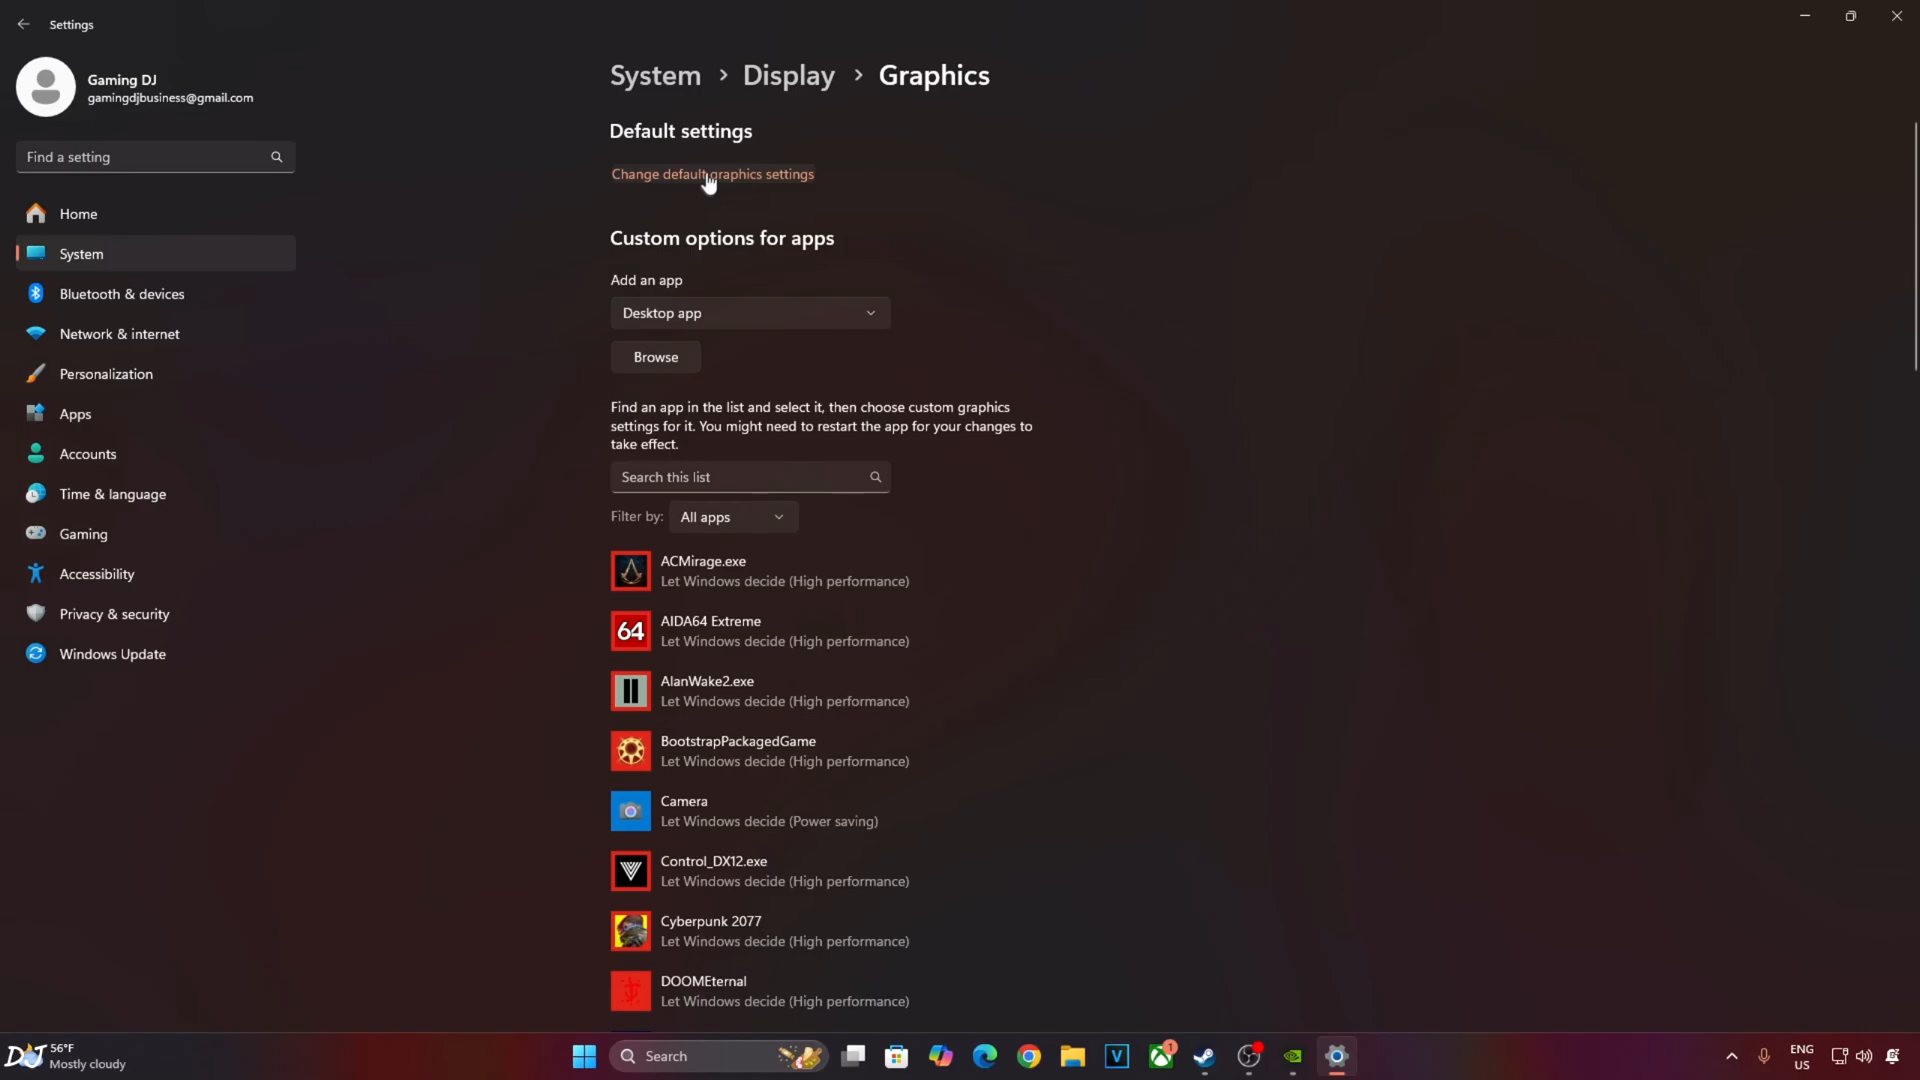 Settings
Gaming DJ
gamingdjbusiness@gmail.com
Find a setting
Home
System
Bluetooth & devices
Network & internet
Personalization
Apps
Accounts
Time & language
Gaming
Accessibility
Privacy & security
Windows Update
System > Display > Graphics
Default settings
Change default graphics settings
Custom options for apps
Add an app
Desktop app
Browse
Find an app in the list and select it, then choose custom graphics
settings for it. You might need to restart the app for your changes to
take effect.
Search this list
Filter by: All apps
ACMirage.exe
Let Windows decide (High performance)
64
AIDA64 Extreme
Let Windows decide (High performance)
AlanWake2.exe
Let Windows decide (High performance)
BootstrapPackagedGame
Let Windows decide (High performance)
Camera
Let Windows decide (Power saving)
Control_DX12.exe
Let Windows decide (High performance)
Cyberpunk 2077
Let Windows decide (High performance)
DOOMEternal
Let Windows decide (High performance)
DJ
56°F
Mostly cloudy
Search
V
1
ENG
US